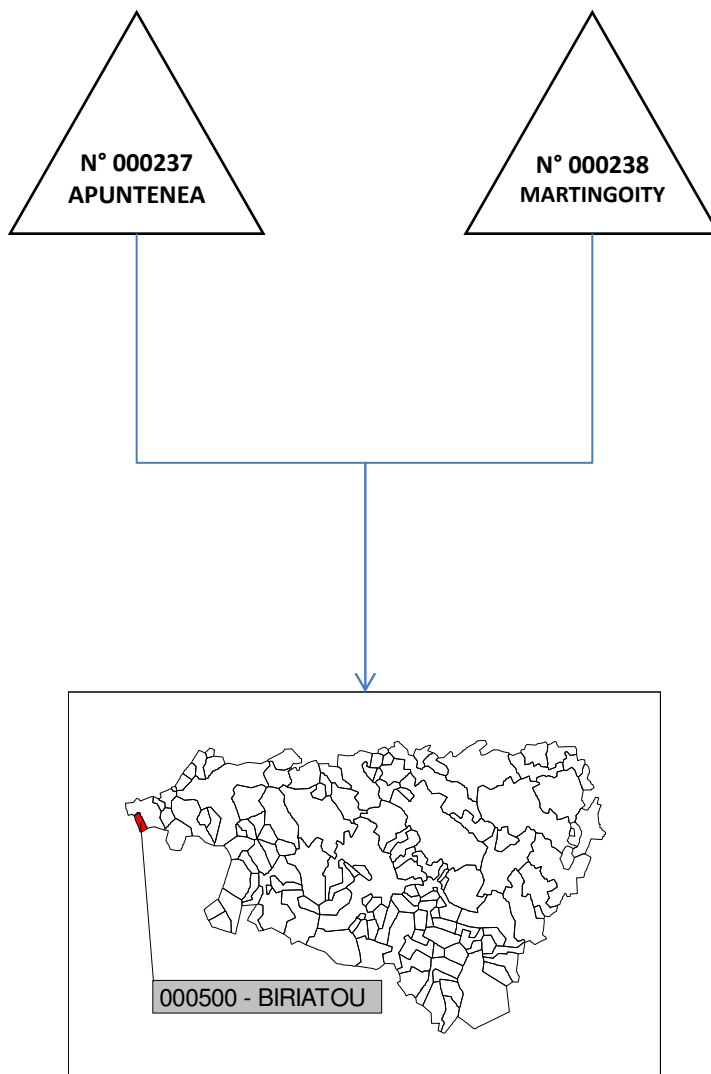 N° 000237
APUNTENEA
N° 000238
MARTINGOITY
000500 - BIRIATOU